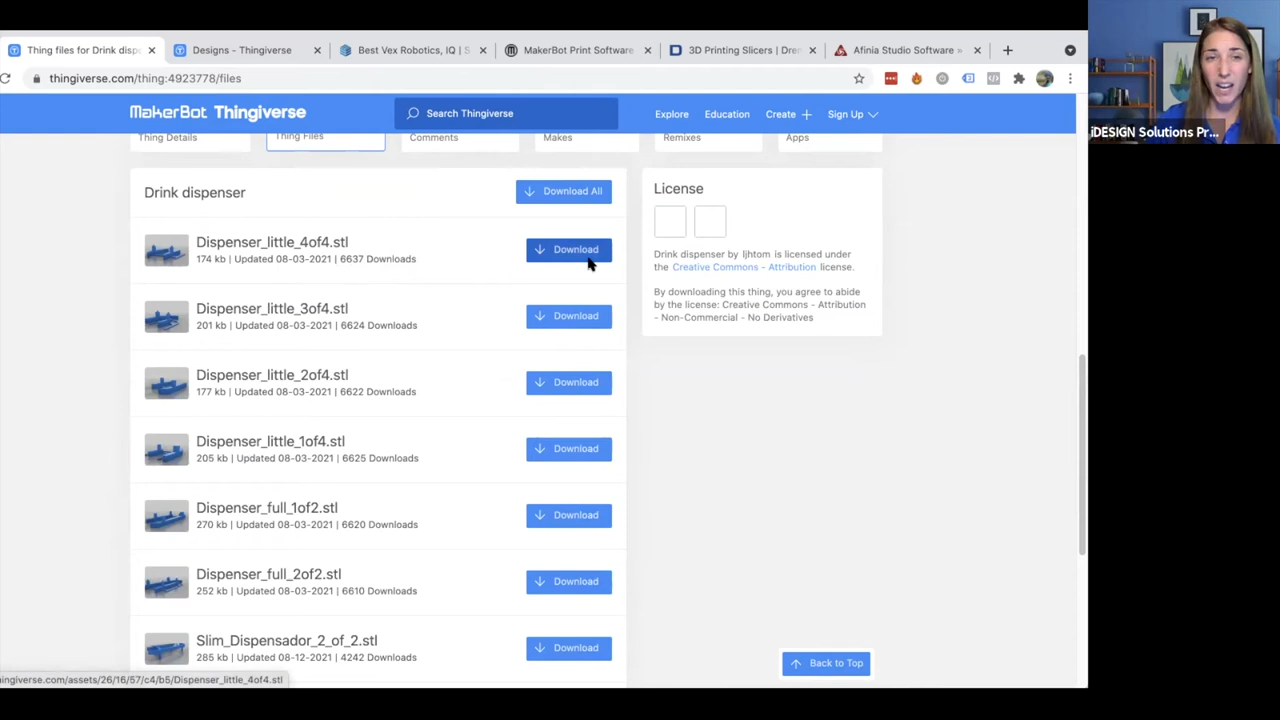 Thing files for Drink disp
Designs - Thingiverse
Best Vex Robotics, IQ | S
MakerBot Print Software
3D Printing Slicers | Dren
Afinia Studio Software »
thingiverse.com/thing:4923778/files
iDESIGN Solutions Pr...
MakerBot Thingiverse
Search Thingiverse
Explore
Education
Create
Sign Up
Thing Details
Thing Files
Comments
Makes
Remixes
Apps
Drink dispenser
Download All
License
Dispenser_little_4of4.stl
174 kb | Updated 08-03-2021 | 6637 Downloads
Download
Drink dispenser by ljhtom is licensed under
the Creative Commons - Attribution license.
By downloading this thing, you agree to abide
by the license: Creative Commons - Attribution
- Non-Commercial - No Derivatives
Dispenser_little_3of4.stl
201 kb | Updated 08-03-2021 | 6624 Downloads
Download
Dispenser_little_2of4.stl
177 kb | Updated 08-03-2021 | 6622 Downloads
Download
Dispenser_little_1of4.stl
205 kb | Updated 08-03-2021 | 6625 Downloads
Download
Dispenser_full_1of2.stl
270 kb | Updated 08-03-2021 | 6620 Downloads
Download
Dispenser_full_2of2.stl
252 kb | Updated 08-03-2021 | 6610 Downloads
Download
Slim_Dispensador_2_of_2.stl
285 kb | Updated 08-12-2021 | 4242 Downloads
Download
Back to Top
hingiverse.com/assets/26/16/57/c4/b5/Dispenser_little_4of4.stl